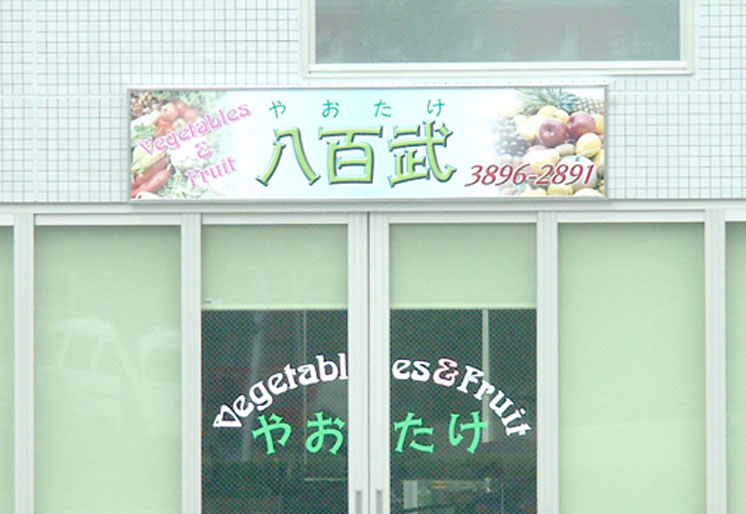 やおたけ
Vegetables
&
Fruit
八百武
3896-2891
Vegetables&Fruit
やおたけ